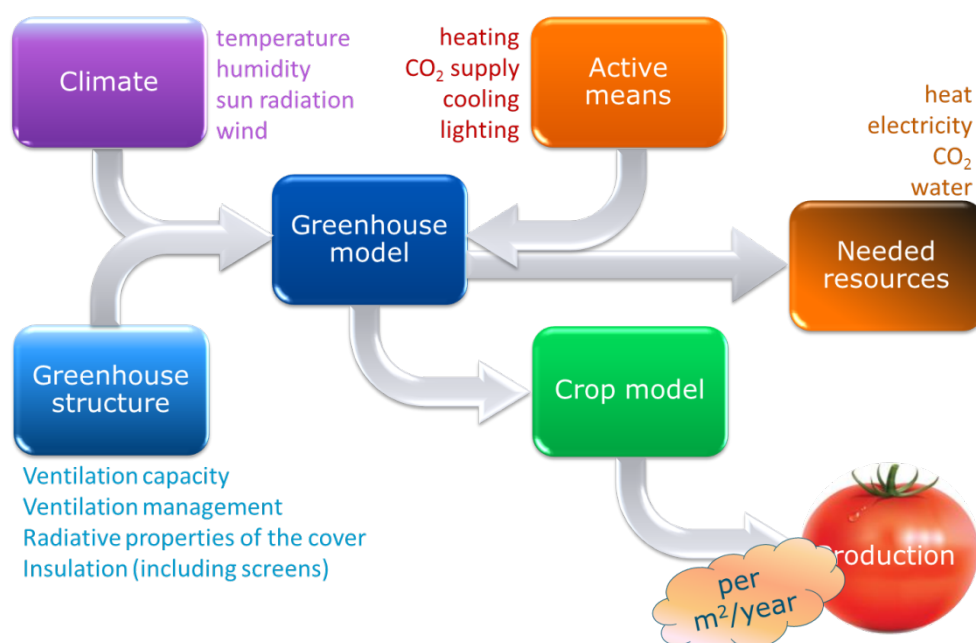 Climate
temperature
humidity
sun radiation
wind
heating
CO₂ supply
cooling
lighting
Active
means
heat
electricity
CO₂
water
Greenhouse
model
Needed
resources
Greenhouse
structure
Crop model
Ventilation capacity
Ventilation management
Radiative properties of the cover
Insulation (including screens)
per
m²/year
Production